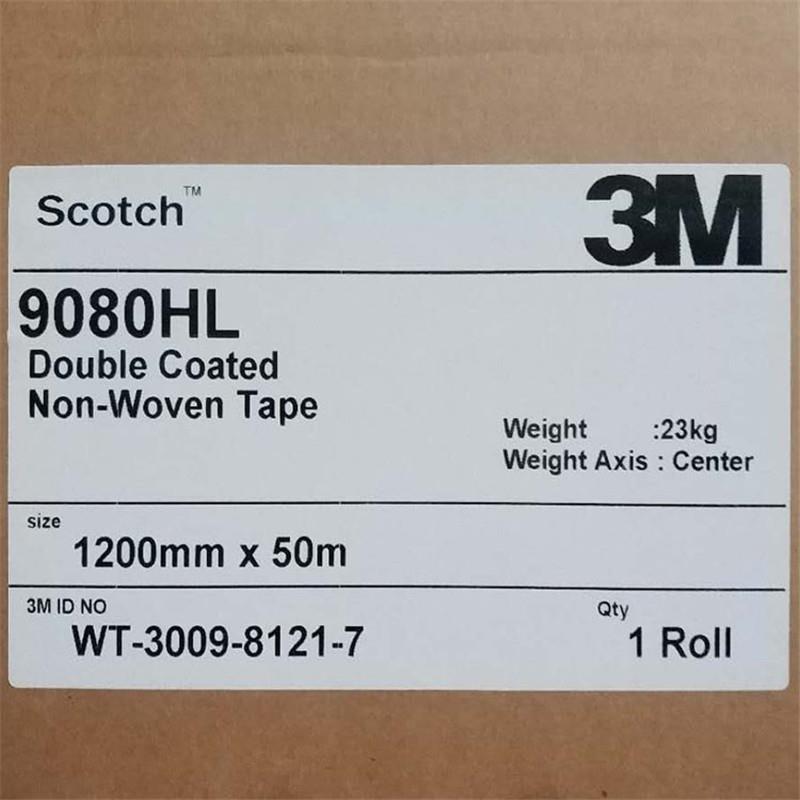 Scotch™ 3M
9080HL
Double Coated
Non-Woven Tape
Weight :23kg
Weight Axis : Center
size
1200mm x 50m
3M ID NO Qty
WT-3009-8121-7 1 Roll